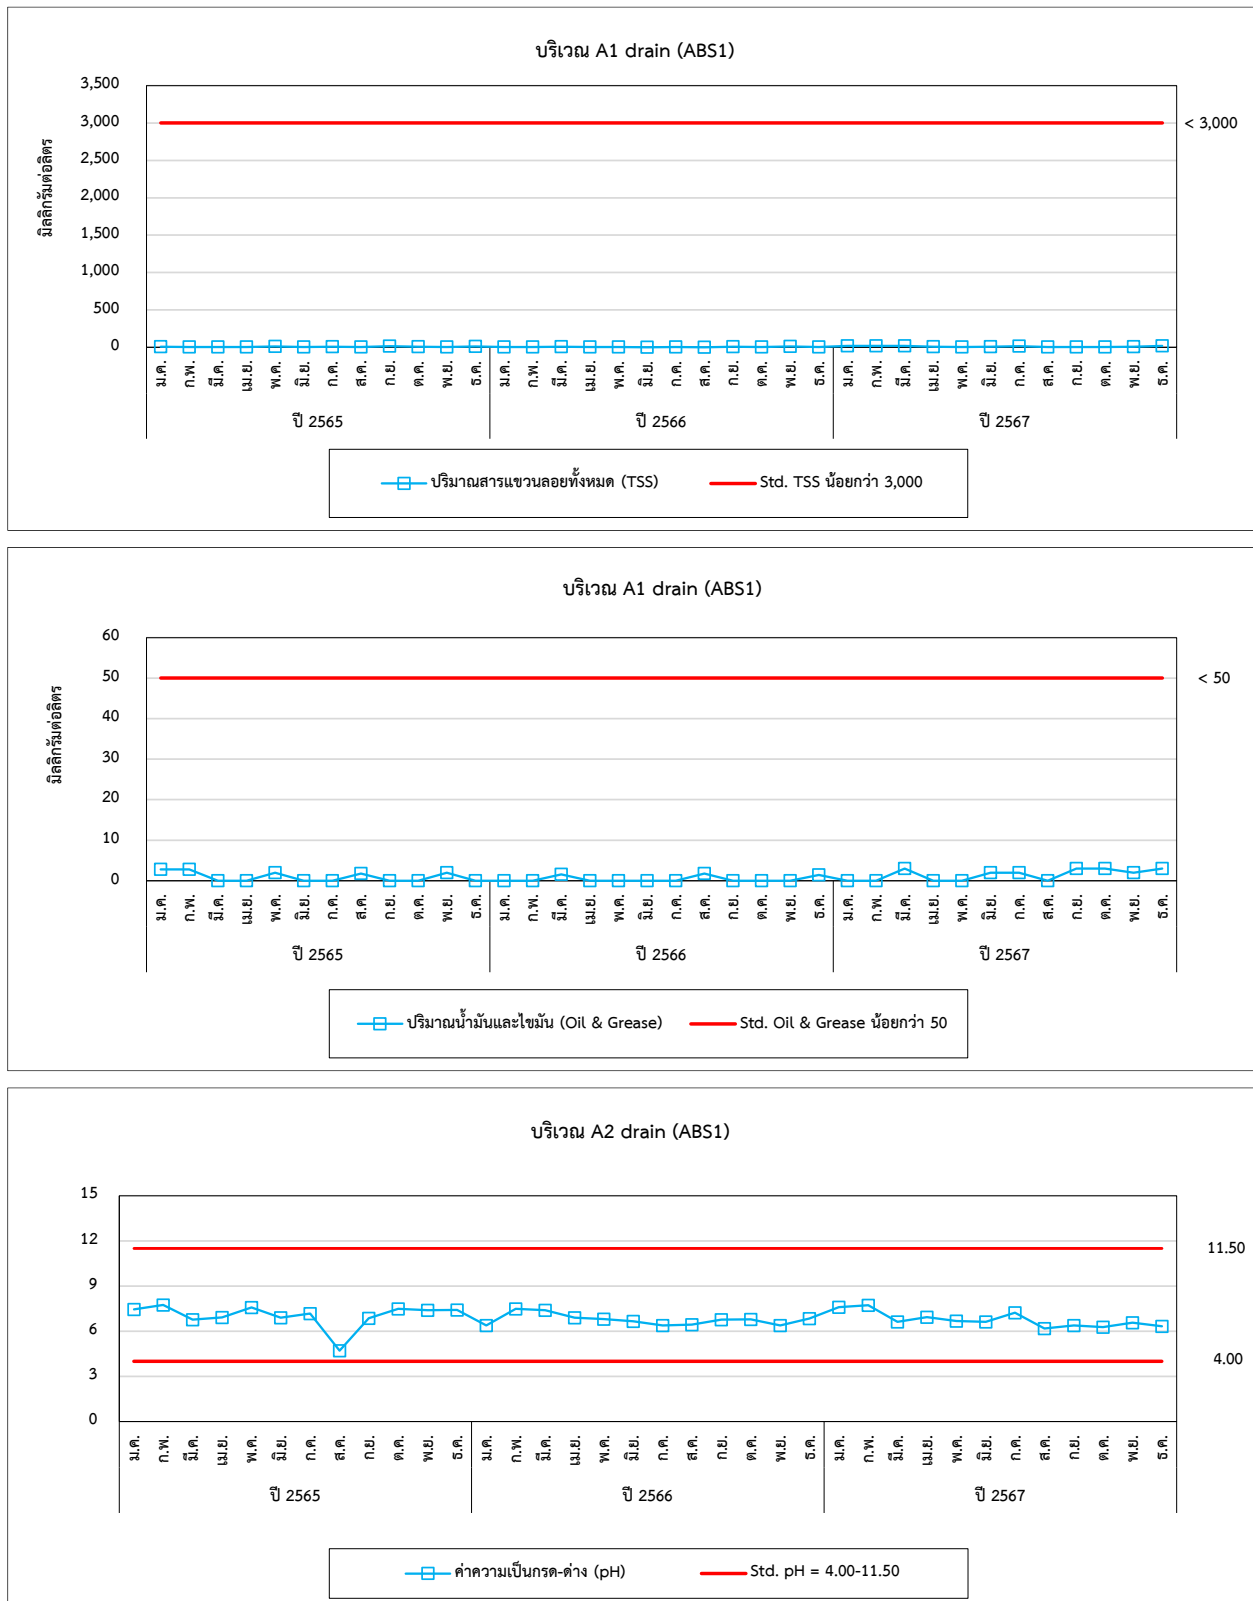 บริเวณ A1 drain (ABS1)
3,500
3,000
2,500
2,000
1,500
1,000
500
0
มิลลิกรัมต่อลิตร
< 3,000
ม.ค. ก.พ. มี.ค. เม.ย. พ.ค. มิ.ย. ก.ค. ส.ค. ก.ย. ต.ค. พ.ย. ธ.ค. ม.ค. ก.พ. มี.ค. เม.ย. พ.ค. มิ.ย. ก.ค. ส.ค. ก.ย. ต.ค. พ.ย. ธ.ค. ม.ค. ก.พ. มี.ค. เม.ย. พ.ค. มิ.ย. ก.ค. ส.ค. ก.ย. ต.ค. พ.ย. ธ.ค.
ปี 2565 ปี 2566 ปี 2567
ปริมาณสารแขวนลอยทั้งหมด (TSS) Std. TSS น้อยกว่า 3,000
บริเวณ A1 drain (ABS1)
60
50
40
30
20
10
0
มิลลิกรัมต่อลิตร
< 50
ม.ค. ก.พ. มี.ค. เม.ย. พ.ค. มิ.ย. ก.ค. ส.ค. ก.ย. ต.ค. พ.ย. ธ.ค. ม.ค. ก.พ. มี.ค. เม.ย. พ.ค. มิ.ย. ก.ค. ส.ค. ก.ย. ต.ค. พ.ย. ธ.ค. ม.ค. ก.พ. มี.ค. เม.ย. พ.ค. มิ.ย. ก.ค. ส.ค. ก.ย. ต.ค. พ.ย. ธ.ค.
ปี 2565 ปี 2566 ปี 2567
ปริมาณน้ำมันและไขมัน (Oil & Grease) Std. Oil & Grease น้อยกว่า 50
บริเวณ A2 drain (ABS1)
15
12
9
6
3
0
11.50
4.00
ม.ค. ก.พ. มี.ค. เม.ย. พ.ค. มิ.ย. ก.ค. ส.ค. ก.ย. ต.ค. พ.ย. ธ.ค. ม.ค. ก.พ. มี.ค. เม.ย. พ.ค. มิ.ย. ก.ค. ส.ค. ก.ย. ต.ค. พ.ย. ธ.ค. ม.ค. ก.พ. มี.ค. เม.ย. พ.ค. มิ.ย. ก.ค. ส.ค. ก.ย. ต.ค. พ.ย. ธ.ค.
ปี 2565 ปี 2566 ปี 2567
ค่าความเป็นกรด-ด่าง (pH) Std. pH = 4.00-11.50